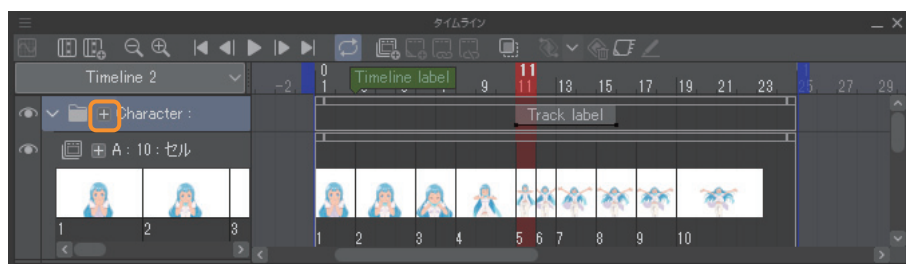 タイムライン
Timeline 2
0 11
-2 1 Timeline label 9 11 13 15 17 19 21 23 25 27 29
Character :
Track label
A : 10 : セル
1 2 3
1 2 3 4 5 6 7 8 9 10